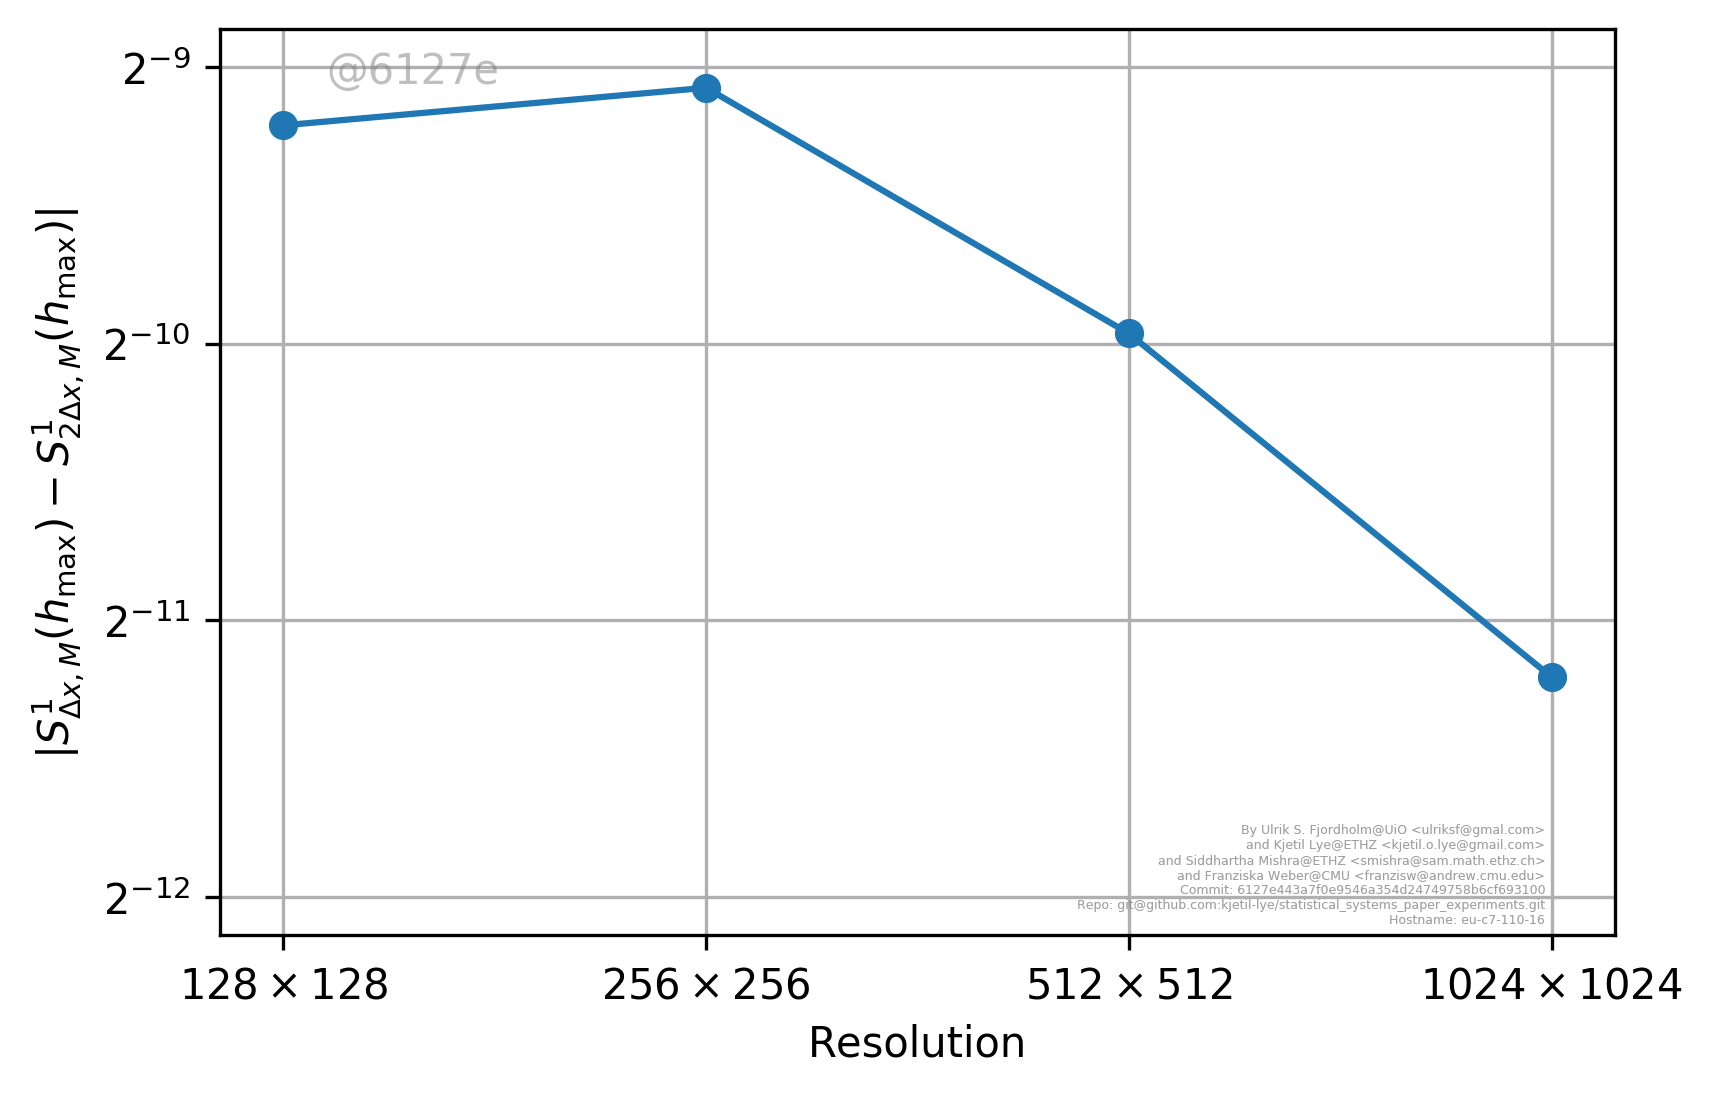 @6127e
2⁻⁹
2⁻¹⁰
2⁻¹¹
2⁻¹²
|S¹_{Δx,M}(h_max) − S¹_{2Δx,M}(h_max)|
By Ulrik S. Fjordholm@UiO <ulriksf@gmal.com>
and Kjetil Lye@ETHZ <kjetil.o.lye@gmail.com>
and Siddhartha Mishra@ETHZ <smishra@sam.math.ethz.ch>
and Franziska Weber@CMU <franzisw@andrew.cmu.edu>
Commit: 6127e443a7f0e9546a354d24749758b6cf693100
Repo: git@github.com:kjetil-lye/statistical_systems_paper_experiments.git
Hostname: eu-c7-110-16
128 × 128 256 × 256 512 × 512 1024 × 1024
Resolution